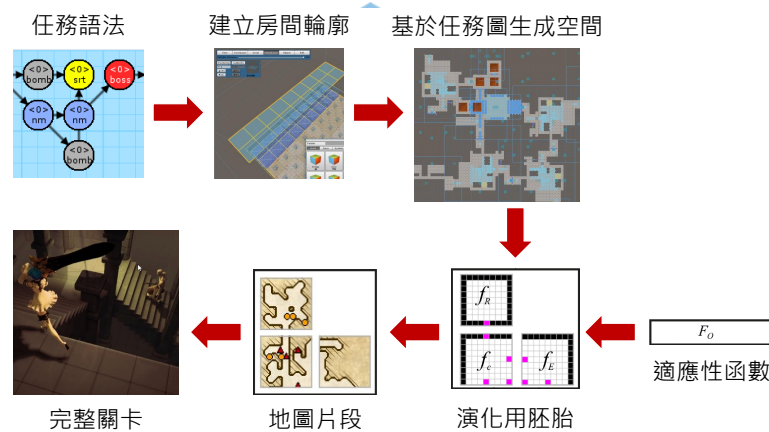 任務語法
建立房間輪廓
基於任務圖生成空間
<0>
bomb
<0>
srt
<0>
boss
<0>
nm
<0>
nm
<0>
bomb
f_R
f_c
f_E
F_O
適應性函數
完整關卡
地圖片段
演化用胚胎